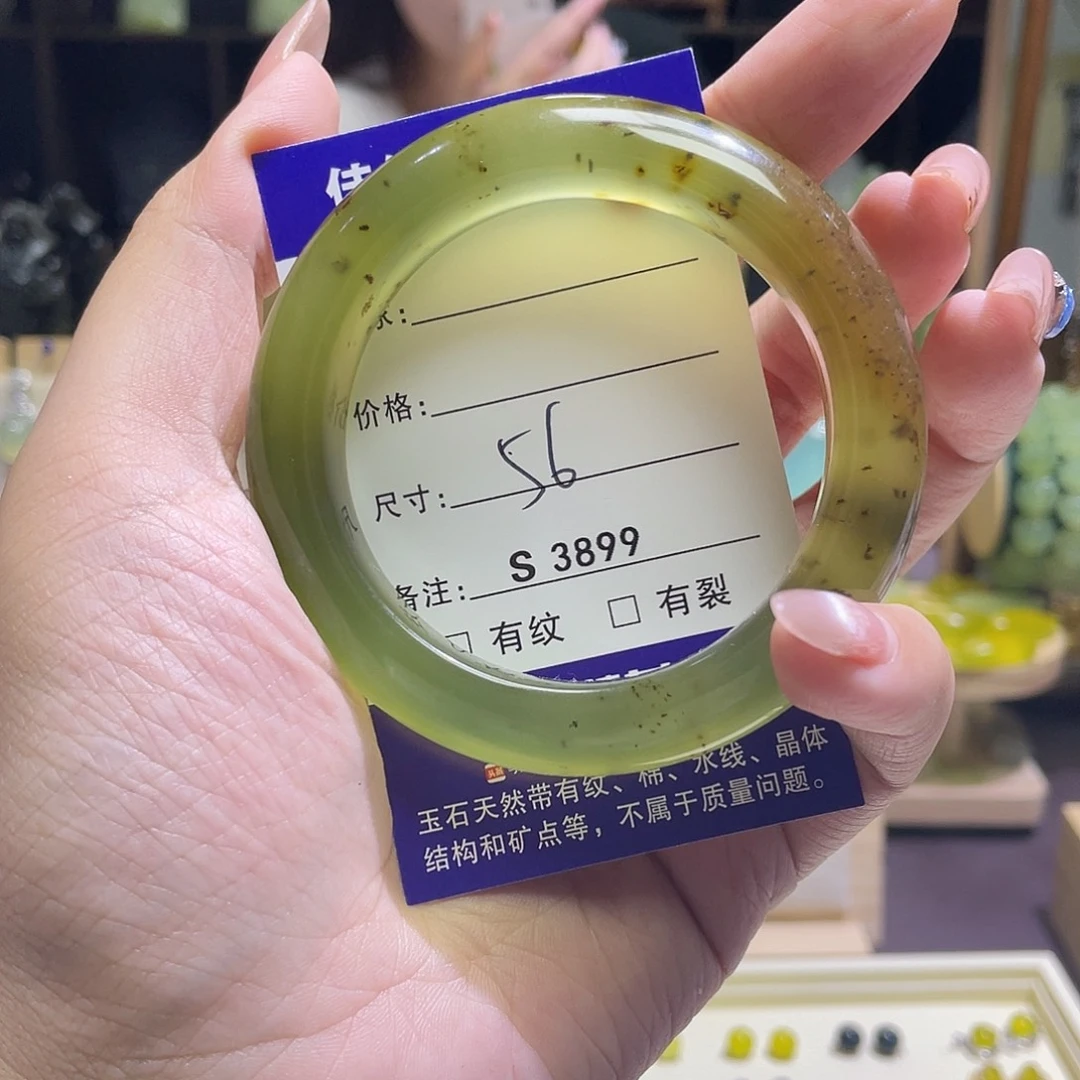 价格:
尺寸: 56
备注: S 3899
□ 有纹 □ 有裂
玉石天然带有纹、棉、水线、晶体
结构和矿点等，不属于质量问题。